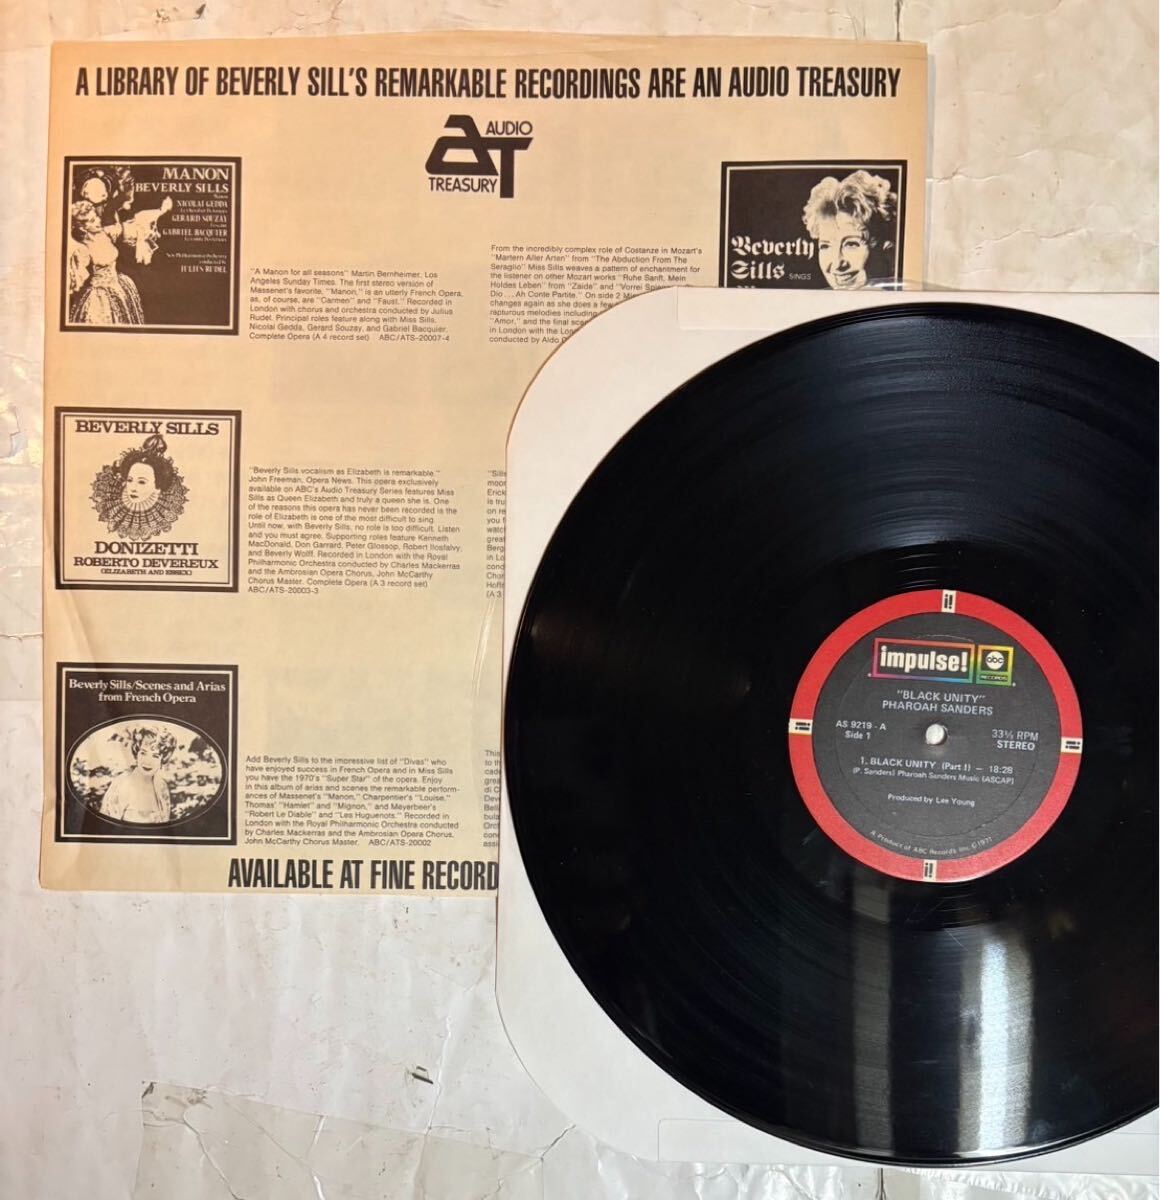 A LIBRARY OF BEVERLY SILL'S REMARKABLE RECORDINGS ARE AN AUDIO TREASURY
AT
AUDIO
TREASURY
MANON
BEVERLY SILLS
NICOLAI GEDDA
GERARD SOUZAY
GABRIEL BACQUIER
JULIUS RUDEL
"A Manon for all seasons" Martin Bernheimer, Los
Angeles Sunday Times. The first stereo version of
Massenet's favorite, "Manon," is an utterly French Opera,
as, of course, are "Carmen" and "Faust." Recorded in
London with chorus and orchestra conducted by Julius
Rudel. Principal roles feature along with Miss Sills,
Nicolai Gedda, Gerard Souzay, and Gabriel Bacquier.
Complete Opera (A 4 record set) ABC/ATS-20007-4
From the incredibly complex role of Costanze in Mozart's
"Martern Aller Arten" from "The Abduction From The
Seraglio" Miss Sills weaves a pattern of enchantment for
the listener on other Mozart works "Ruhe Sanft, Mein
Holdes Leben" from "Zaide" and "Vorrei
Dio . . . Ah Conte Partite." On side 2
changes again as she does a few
rapturous melodies including
"Amor," and the final
in London with the
conducted by Aldo
Beverly
Sills SINGS
BEVERLY SILLS
DONIZETTI
ROBERTO DEVEREUX
(ELIZABETH AND ESSEX)
"Beverly Sills vocalism as Elizabeth is remarkable."
John Freeman, Opera News. This opera exclusively
available on ABC's Audio Treasury Series features Miss
Sills as Queen Elizabeth and truly a queen she is. One
of the reasons this opera has never been recorded is the
role of Elizabeth is one of the most difficult to sing.
Until now, with Beverly Sills, no role is too difficult. Listen
and you must agree. Supporting roles feature Kenneth
MacDonald, Don Garrard, Peter Glossop, Robert Ilosfalvy,
and Beverly Wolff. Recorded in London with the Royal
Philharmonic Orchestra conducted by Charles Mackerras
and the Ambrosian Opera Chorus, John McCarthy
Chorus Master. Complete Opera (A 3 record set)
ABC/ATS-20003-3
Beverly Sills/Scenes and Arias
from French Opera
Add Beverly Sills to the impressive list of "Divas" who
have enjoyed success in French Opera and in Miss Sills
you have the 1970's "Super Star" of the opera. Enjoy
in this album of arias and scenes the remarkable perform-
ances of Massenet's "Manon," Charpentier's "Louise,"
Thomas' "Hamlet" and "Mignon," and Meyerbeer's
"Robert Le Diable" and "Les Huguenots." Recorded in
London with the Royal Philharmonic Orchestra conducted
by Charles Mackerras and the Ambrosian Opera Chorus,
John McCarthy Chorus Master. ABC/ATS-20002
AVAILABLE AT FINE RECORD
impulse!
abc
RECORDS
"BLACK UNITY"
PHAROAH SANDERS
AS 9219 - A
Side 1
33⅓ RPM
STEREO
1. BLACK UNITY (Part I) – 18:28
(P. Sanders) Pharoah Sanders Music (ASCAP)
Produced by Lee Young
A Product of ABC Records Inc. ©1971